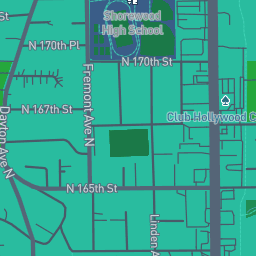 Shorewood
High School
N 170th Pl
N 170th St
Fremont Ave N
N 167th St
Club Hollywood C
Dayton Ave N
N 165th St
Linden A